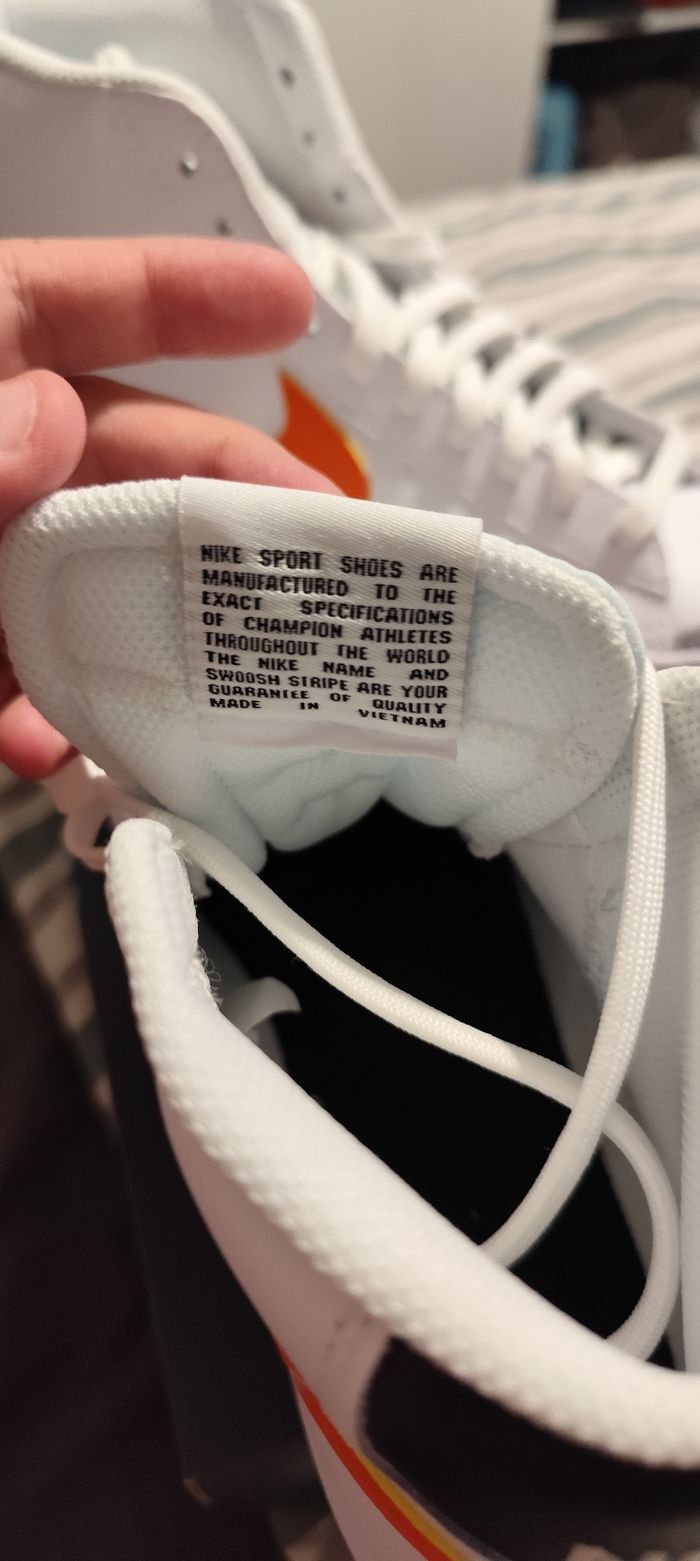 NIKE SPORT SHOES ARE
MANUFACTURED TO THE
EXACT SPECIFICATIONS
OF CHAMPION ATHLETES
THROUGHOUT THE WORLD
THE NIKE NAME AND
SWOOSH STRIPE ARE YOUR
GUARANTEE OF QUALITY
MADE IN VIETNAM